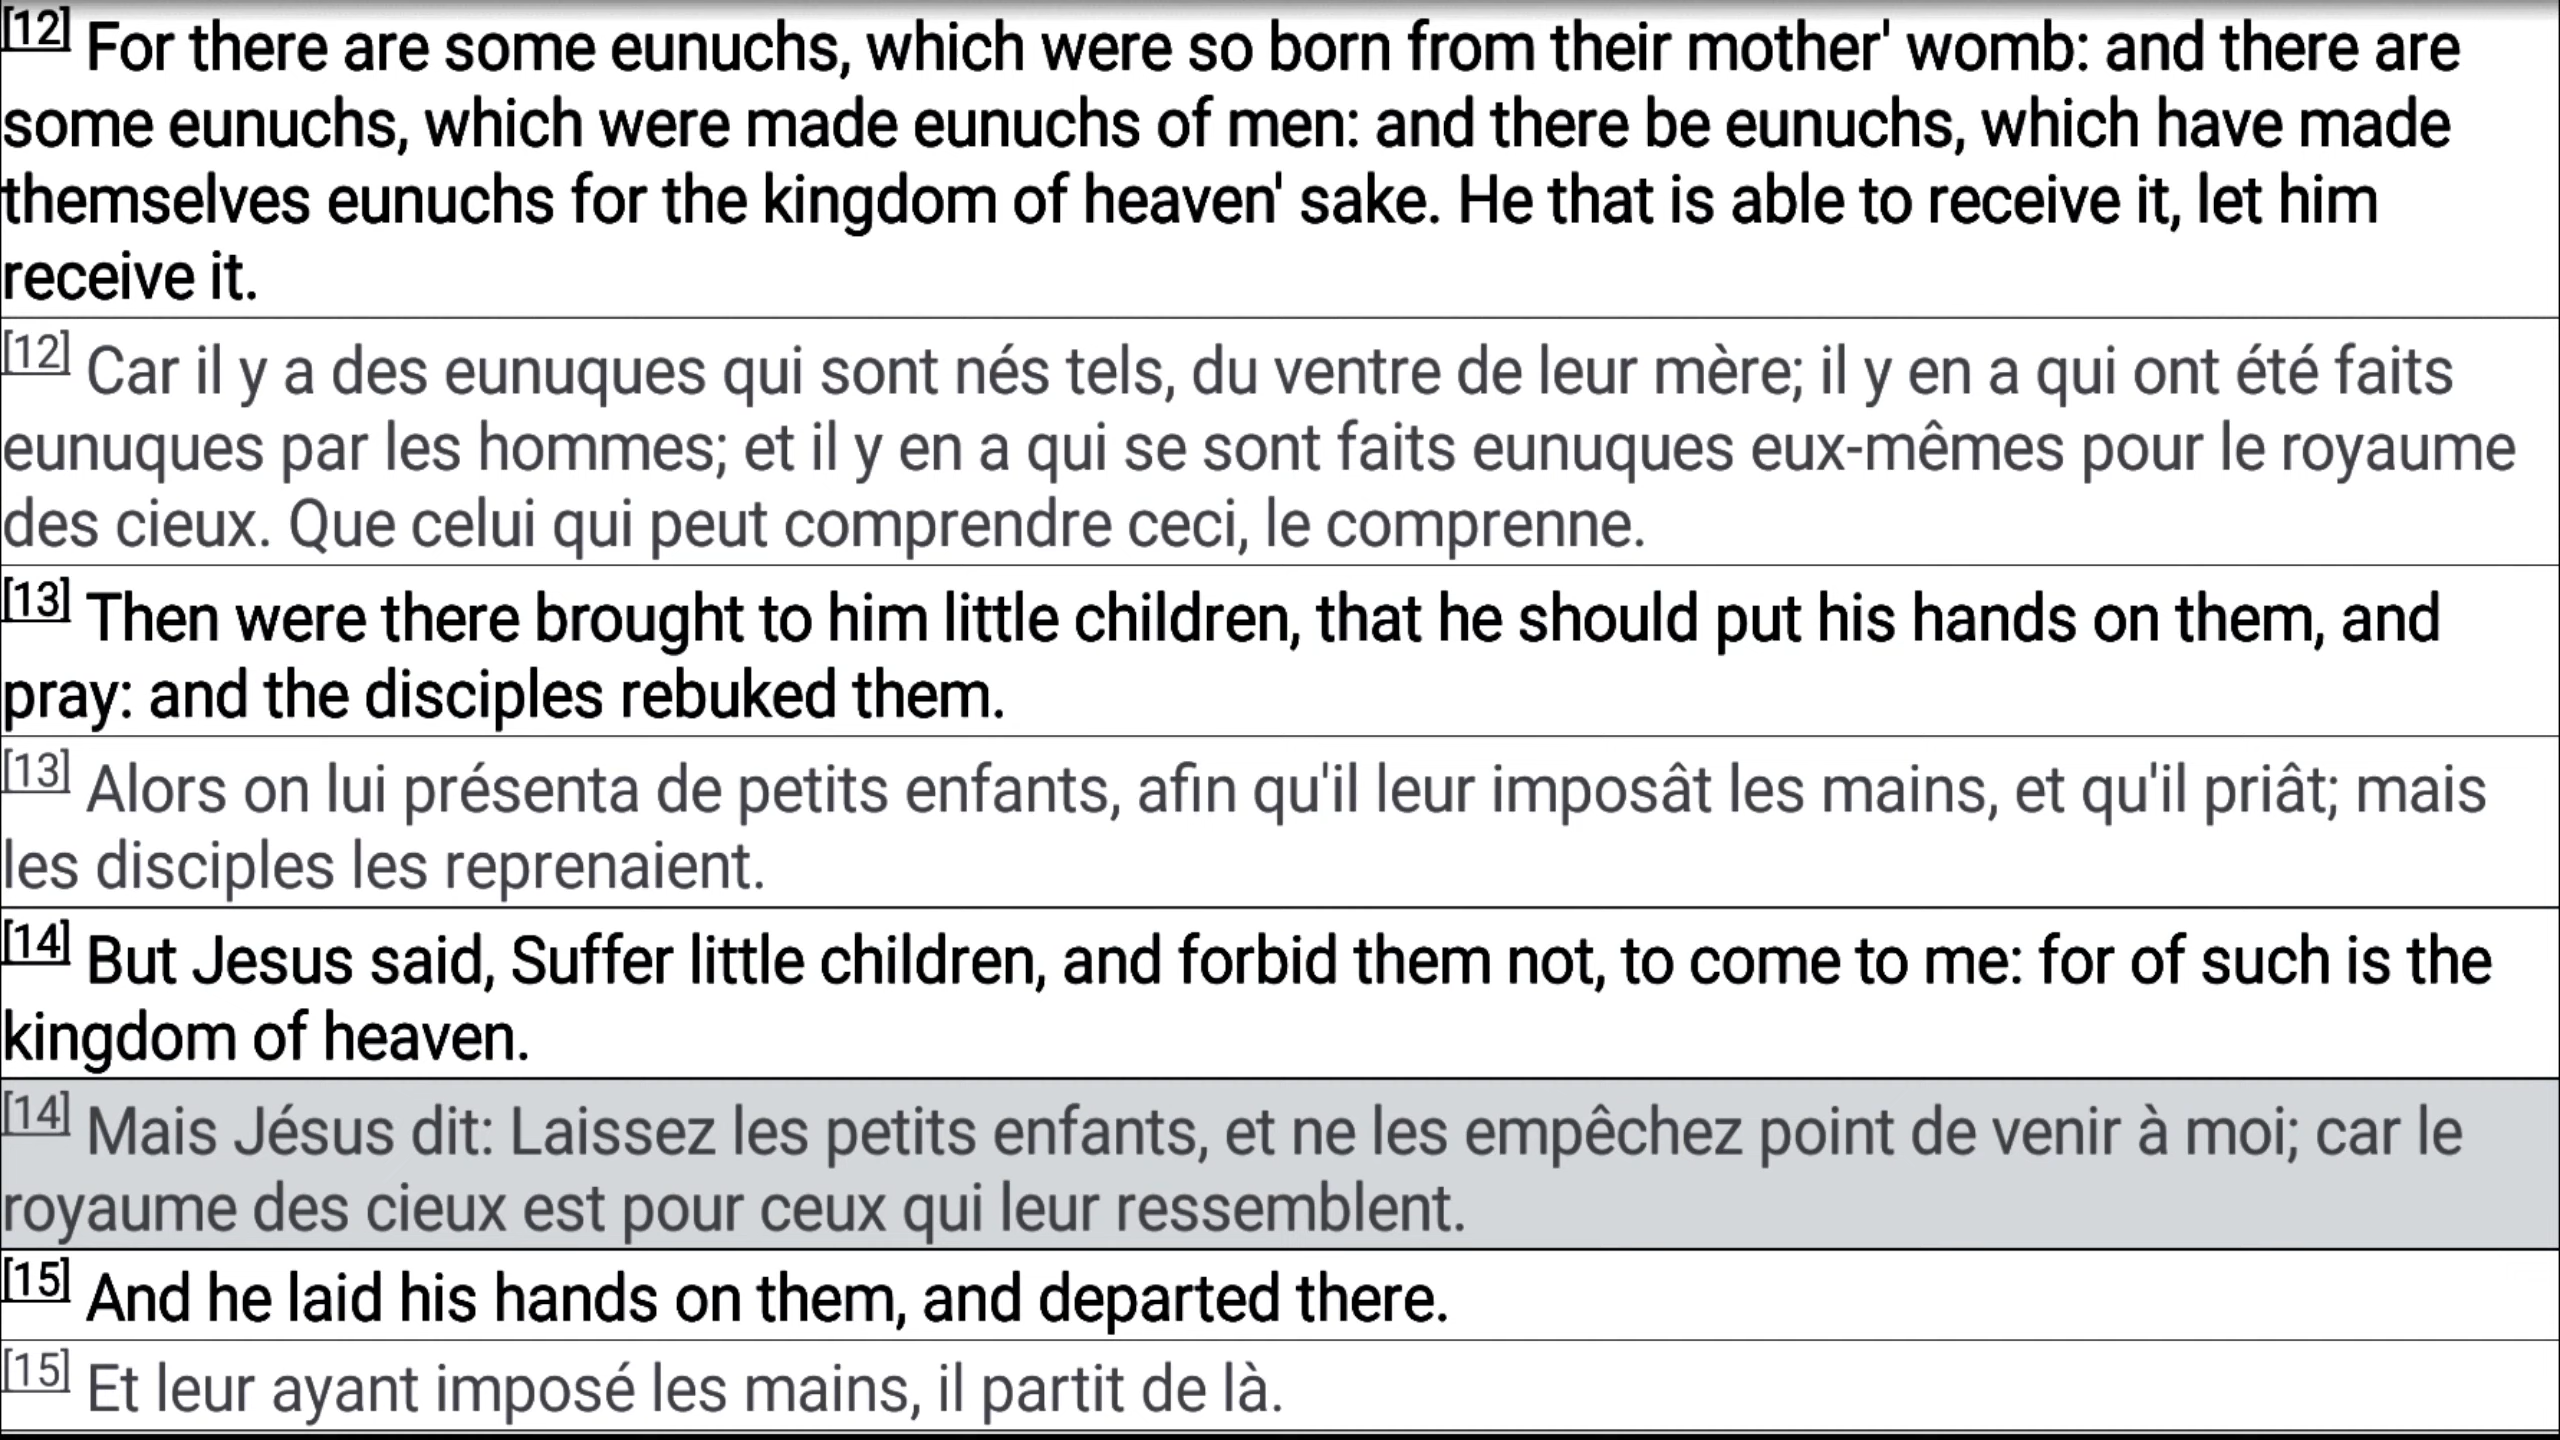 [12] For there are some eunuchs, which were so born from their mother' womb: and there are
some eunuchs, which were made eunuchs of men: and there be eunuchs, which have made
themselves eunuchs for the kingdom of heaven' sake. He that is able to receive it, let him
receive it.
[12] Car il y a des eunuques qui sont nés tels, du ventre de leur mère; il y en a qui ont été faits
eunuques par les hommes; et il y en a qui se sont faits eunuques eux-mêmes pour le royaume
des cieux. Que celui qui peut comprendre ceci, le comprenne.
[13] Then were there brought to him little children, that he should put his hands on them, and
pray: and the disciples rebuked them.
[13] Alors on lui présenta de petits enfants, afin qu'il leur imposât les mains, et qu'il priât; mais
les disciples les reprenaient.
[14] But Jesus said, Suffer little children, and forbid them not, to come to me: for of such is the
kingdom of heaven.
[14] Mais Jésus dit: Laissez les petits enfants, et ne les empêchez point de venir à moi; car le
royaume des cieux est pour ceux qui leur ressemblent.
[15] And he laid his hands on them, and departed there.
[15] Et leur ayant imposé les mains, il partit de là.